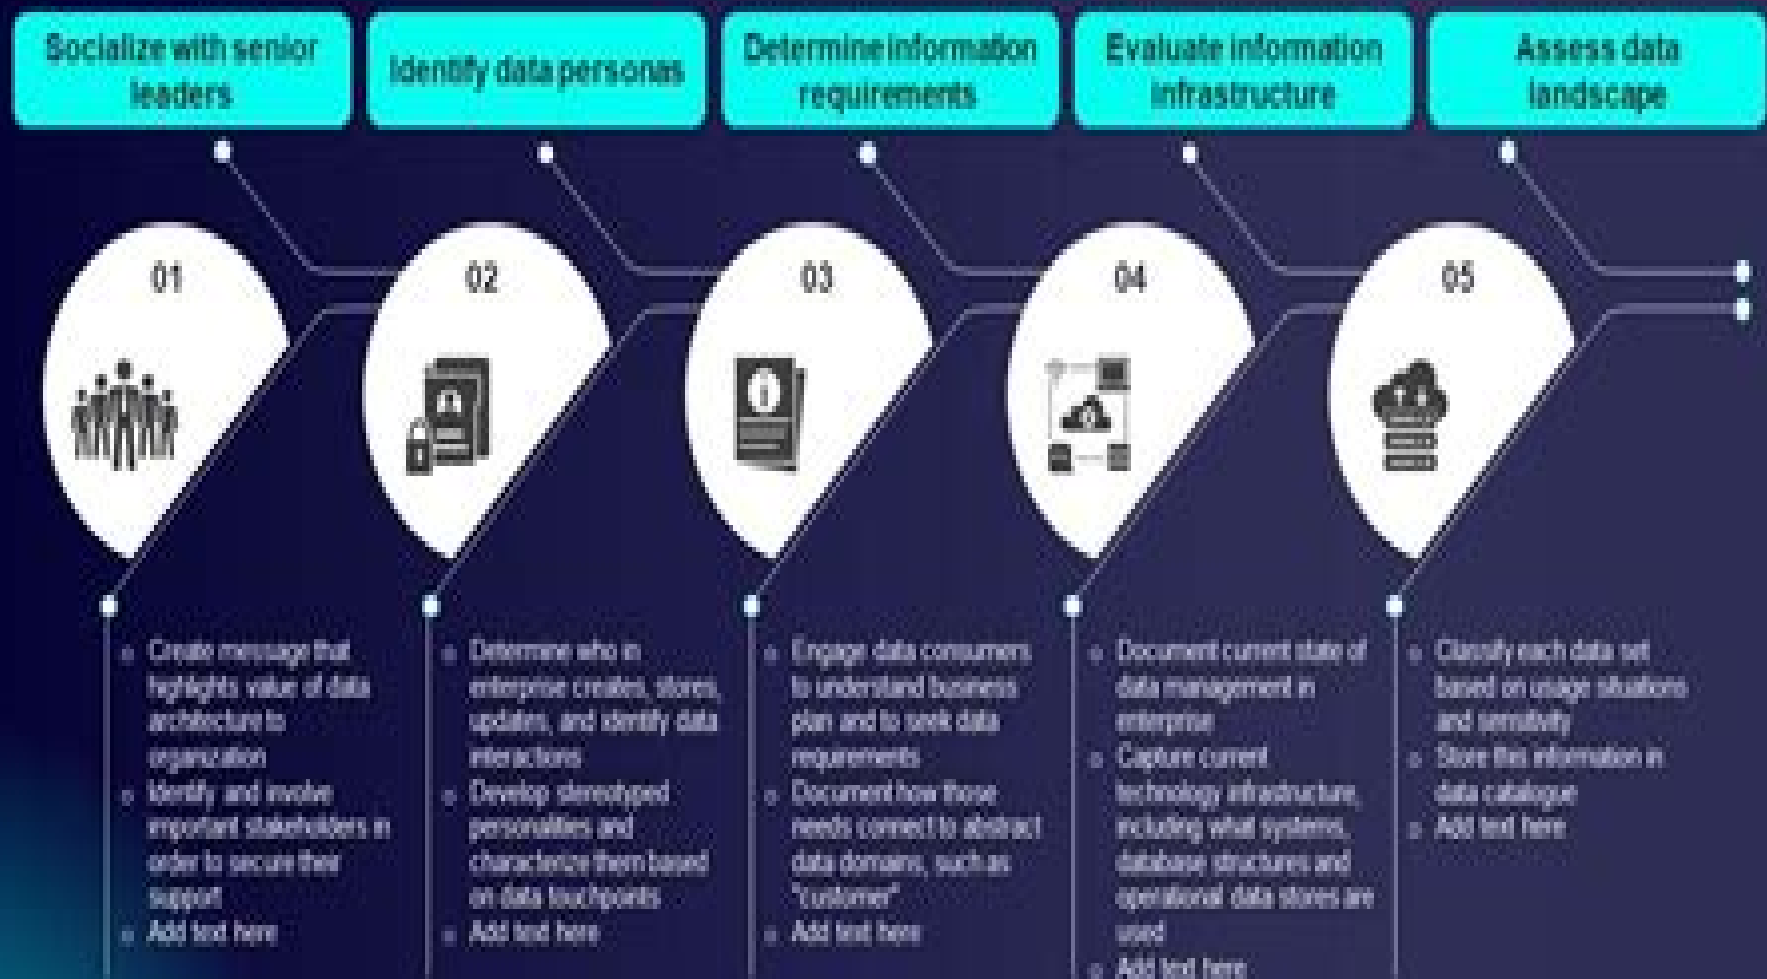 Socialize with senior
leaders
Identify data personas
Determine information
requirements
Evaluate information
infrastructure
Assess data
landscape
01
02
03
04
05
Create message that
highlights value of data
architecture to
organization
Identify and involve
important stakeholders in
order to secure their
support
Add text here
Determine who in
enterprise creates, stores,
updates, and identify data
interactions
Develop stereotyped
personalities and
characterize them based
on data touchpoints
Add text here
Engage data consumers
to understand business
plan and to seek data
requirements
Document how those
needs connect to abstract
data domains, such as
"customer"
Add text here
Document current state of
data management in
enterprise
Capture current
technology infrastructure,
including what systems,
database structures and
operational data stores are
used
Add text here
Classify each data set
based on usage situations
and sensitivity
Store this information in
data catalogue
Add text here